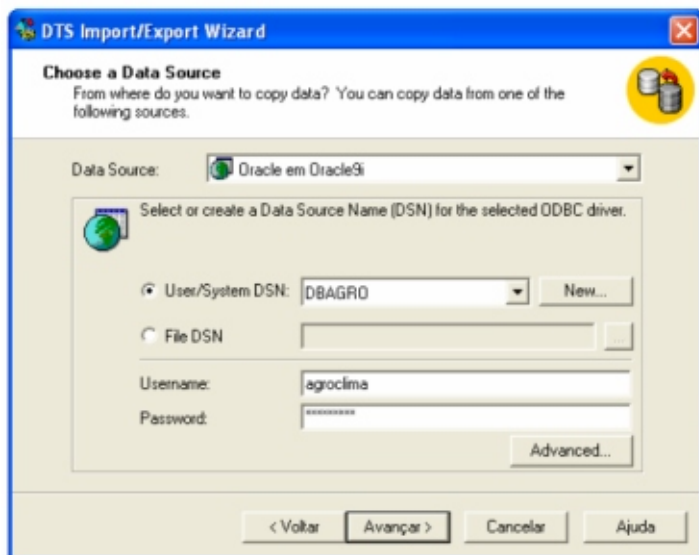 DTS Import/Export Wizard
Choose a Data Source
From where do you want to copy data? You can copy data from one of the
following sources.
Data Source: Oracle em Oracle9i
Select or create a Data Source Name (DSN) for the selected ODBC driver.
User/System DSN: DBAGRO New...
File DSN ...
Username: agroclima
Password: *********
Advanced...
< Voltar Avançar > Cancelar Ajuda